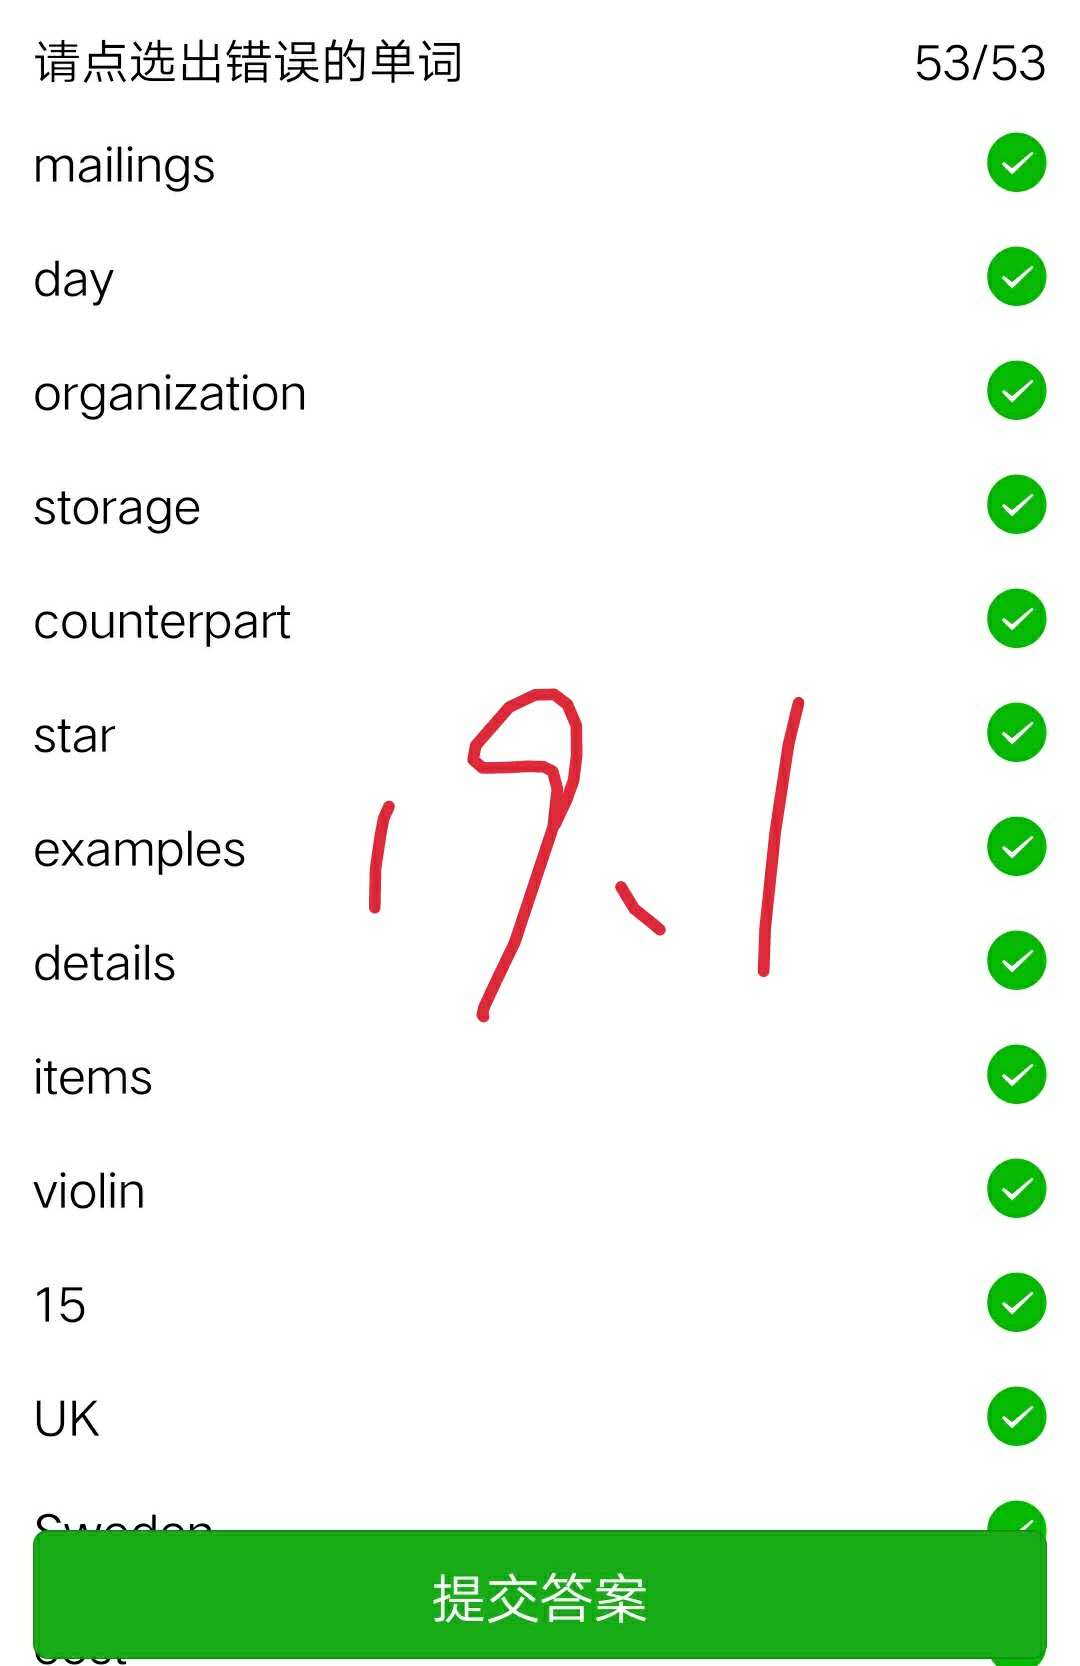 请点选出错误的单词 53/53
mailings
day
organization
storage
counterpart
star
examples
details
items
violin
15
UK
Sweden
提交答案
19、1